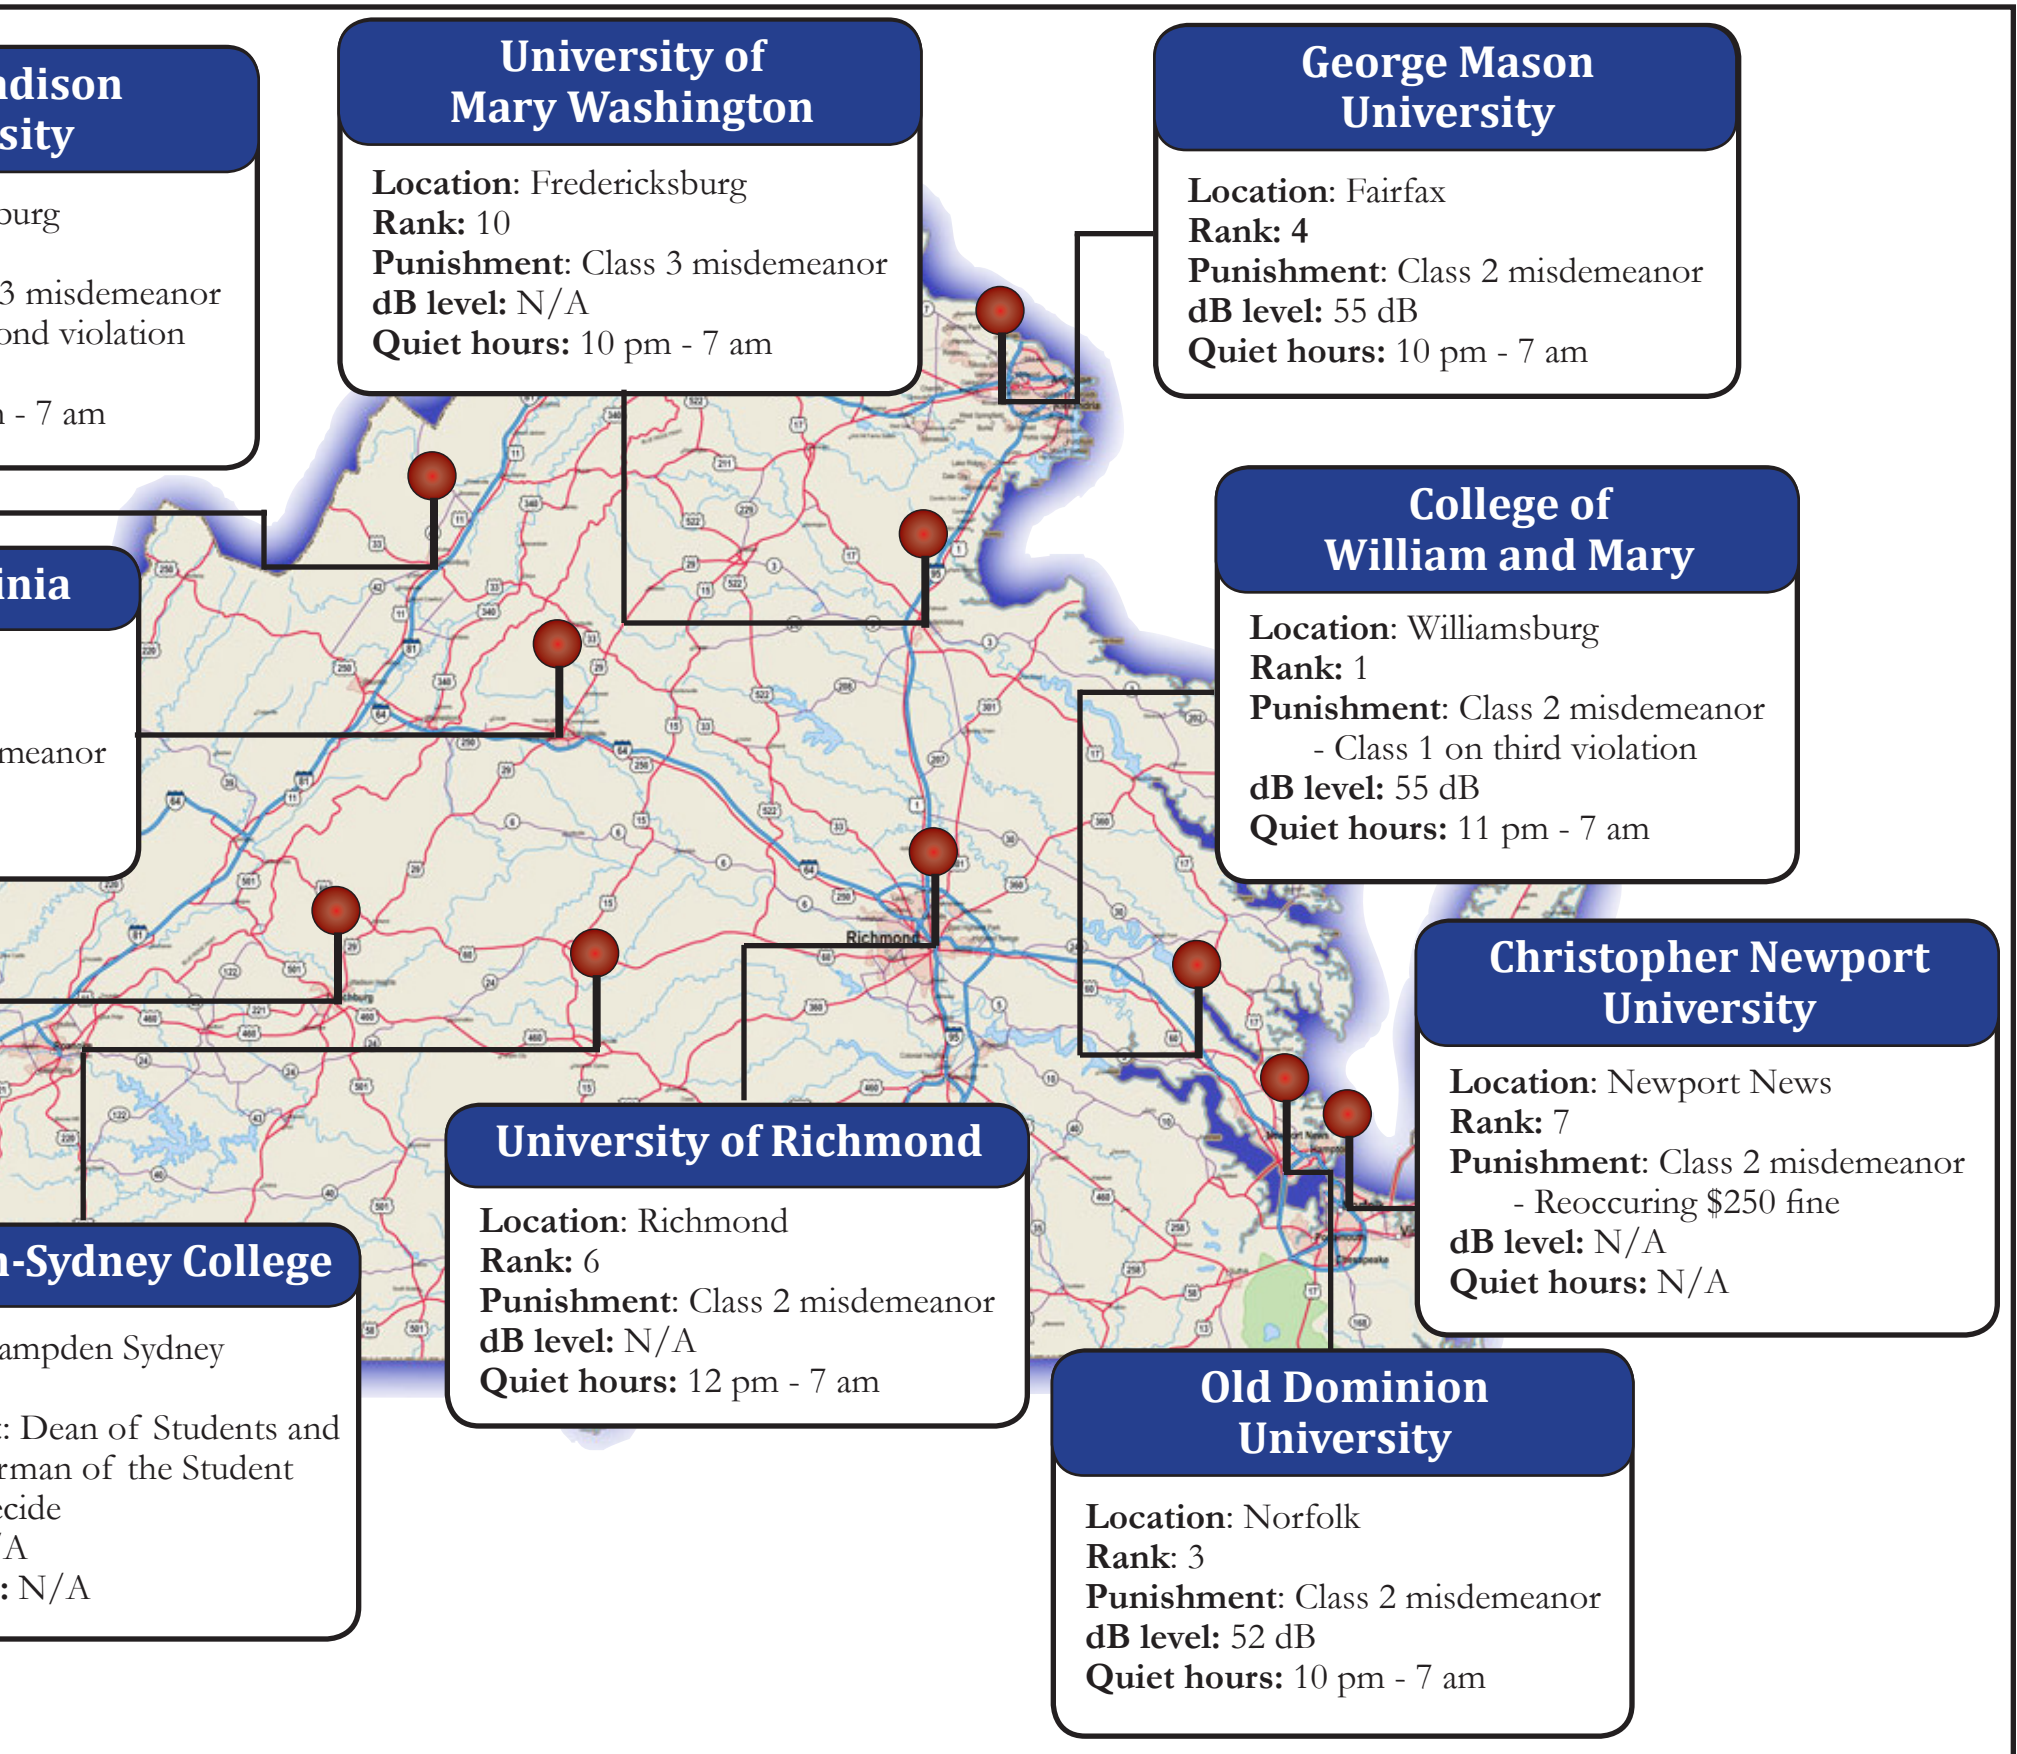 ndison
sity
burg
3 misdemeanor
ond violation
- 7 am
University of
Mary Washington
Location: Fredericksburg
Rank: 10
Punishment: Class 3 misdemeanor
dB level: N/A
Quiet hours: 10 pm - 7 am
George Mason
University
Location: Fairfax
Rank: 4
Punishment: Class 2 misdemeanor
dB level: 55 dB
Quiet hours: 10 pm - 7 am
College of
William and Mary
Location: Williamsburg
Rank: 1
Punishment: Class 2 misdemeanor
- Class 1 on third violation
dB level: 55 dB
Quiet hours: 11 pm - 7 am
inia
meanor
Richmond
Christopher Newport
University
Location: Newport News
Rank: 7
Punishment: Class 2 misdemeanor
- Reoccuring $250 fine
dB level: N/A
Quiet hours: N/A
University of Richmond
Location: Richmond
Rank: 6
Punishment: Class 2 misdemeanor
dB level: N/A
Quiet hours: 12 pm - 7 am
n-Sydney College
ampden Sydney
: Dean of Students and
rman of the Student
ecide
/A
: N/A
Old Dominion
University
Location: Norfolk
Rank: 3
Punishment: Class 2 misdemeanor
dB level: 52 dB
Quiet hours: 10 pm - 7 am